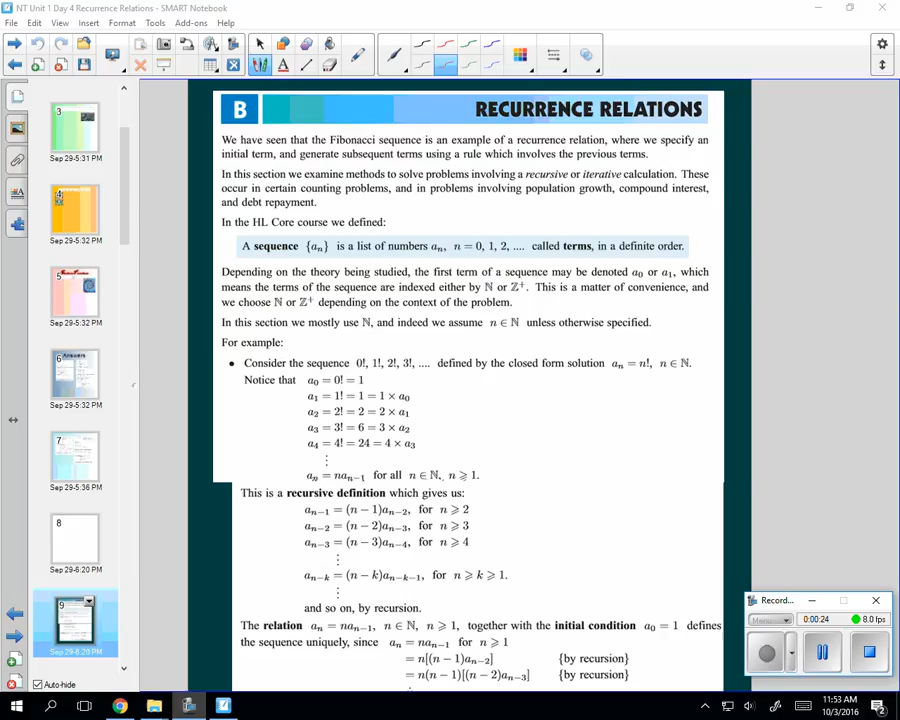 NT Unit 1 Day 4 Recurrence Relations - SMART Notebook
File Edit View Insert Format Tools Add-ons Help
3
Sep 29-5:31 PM
4
Sep 29-5:32 PM
5
Sep 29-5:32 PM
6 Answers
Sep 29-5:32 PM
7
Sep 29-5:36 PM
8
Sep 29-6:20 PM
9
Sep 29-6:20 PM
Auto-hide
B RECURRENCE RELATIONS
We have seen that the Fibonacci sequence is an example of a recurrence relation, where we specify an
initial term, and generate subsequent terms using a rule which involves the previous terms.
In this section we examine methods to solve problems involving a recursive or iterative calculation. These
occur in certain counting problems, and in problems involving population growth, compound interest,
and debt repayment.
In the HL Core course we defined:
A sequence {aₙ} is a list of numbers aₙ, n = 0, 1, 2, .... called terms, in a definite order.
Depending on the theory being studied, the first term of a sequence may be denoted a₀ or a₁, which
means the terms of the sequence are indexed either by ℕ or ℤ⁺. This is a matter of convenience, and
we choose ℕ or ℤ⁺ depending on the context of the problem.
In this section we mostly use ℕ, and indeed we assume n ∈ ℕ unless otherwise specified.
For example:
• Consider the sequence 0!, 1!, 2!, 3!, .... defined by the closed form solution aₙ = n!, n ∈ ℕ.
Notice that a₀ = 0! = 1
a₁ = 1! = 1 = 1 × a₀
a₂ = 2! = 2 = 2 × a₁
a₃ = 3! = 6 = 3 × a₂
a₄ = 4! = 24 = 4 × a₃
⋮
aₙ = naₙ₋₁ for all n ∈ ℕ, n ⩾ 1.
This is a recursive definition which gives us:
aₙ₋₁ = (n − 1)aₙ₋₂, for n ⩾ 2
aₙ₋₂ = (n − 2)aₙ₋₃, for n ⩾ 3
aₙ₋₃ = (n − 3)aₙ₋₄, for n ⩾ 4
⋮
aₙ₋ₖ = (n − k)aₙ₋ₖ₋₁, for n ⩾ k ⩾ 1.
⋮
and so on, by recursion.
The relation aₙ = naₙ₋₁, n ∈ ℕ, n ⩾ 1, together with the initial condition a₀ = 1 defines
the sequence uniquely, since aₙ = naₙ₋₁ for n ⩾ 1
= n[(n − 1)aₙ₋₂] {by recursion}
= n(n − 1)[(n − 2)aₙ₋₃] {by recursion}
Record...
Menu
0:00:24
8.0 fps
11:53 AM
10/3/2016
2